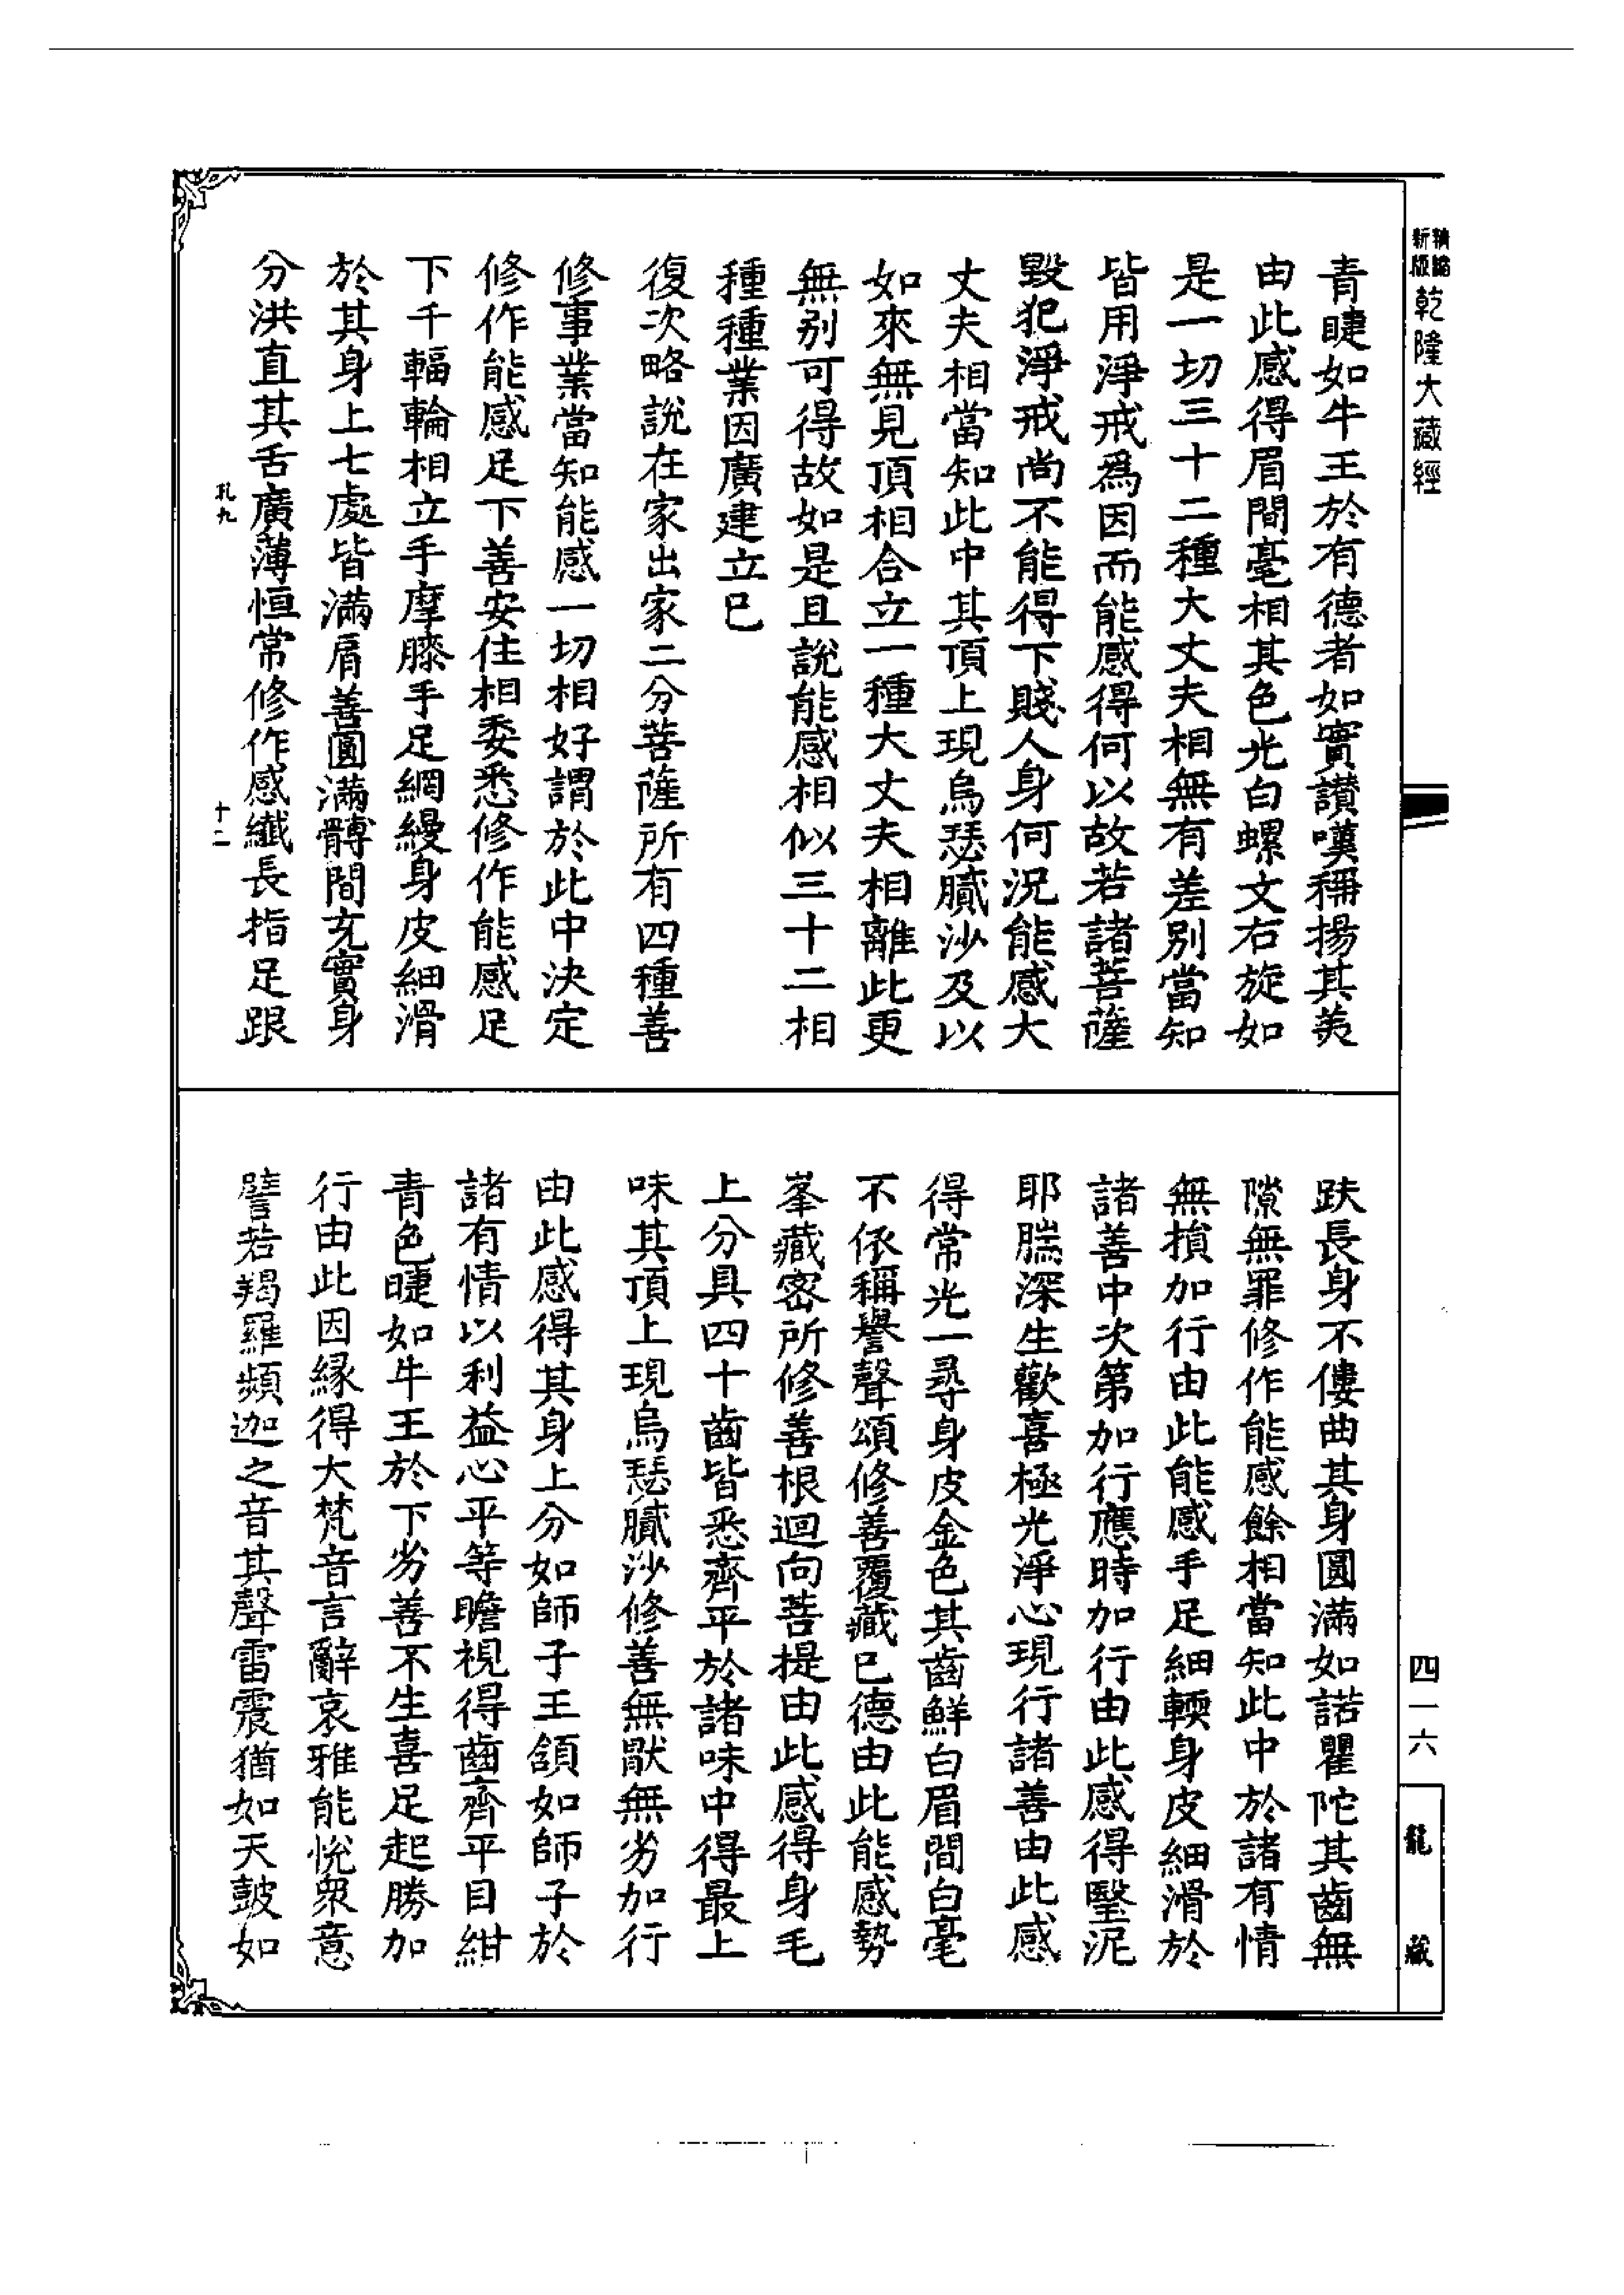 精縮
新版
乾隆大藏經
青睫如牛王於有德者如實讚嘆稱揚其美
由此感得眉間毫相其色光白螺文右旋如
是一切三十二種大丈夫相無有差別當知
皆用淨戒爲因而能感得何以故若諸菩薩
毀犯淨戒尚不能得下賤人身何況能感大
丈夫相當知此中其頂上現烏瑟膩沙及以
如來無見頂相合立一種大丈夫相離此更
無別可得故如是且說能感相似三十二相
種種業因廣建立已
復次略說在家出家二分菩薩所有四種善
修事業當知能感一切相好謂於此中決定
修作能感足下善安住相委悉修作能感足
下千輻輪相立手摩膝手足網縵身皮細滑
於其身上七處皆滿肩善圓滿髆間充實身
分洪直其舌廣薄恒常修作感纖長指足跟
孔九
十二
趺長身不僂曲其身圓滿如諾瞿陀其齒無
隙無罪修作能感餘相當知此中於諸有情
無損加行由此能感手足細輭身皮細滑於
諸善中次第加行應時加行由此感得瑿泥
耶腨深生歡喜極光淨心現行諸善由此感
得常光一尋身皮金色其齒鮮白眉間白毫
不依稱譽聲頌修善覆藏已德由此能感勢
峯藏密所修善根迴向菩提由此感得身毛
上分具四十齒皆悉齊平於諸味中得最上
味其頂上現烏瑟膩沙修善無猒無劣加行
由此感得其身上分如師子王頷如師子於
諸有情以利益心平等瞻視得齒齊平目紺
青色睫如牛王於下劣善不生喜足起勝加
行由此因緣得大梵音言辭哀雅能悅眾意
譬若羯羅頻迦之音其聲雷震猶如天鼓如
四一六
龍藏